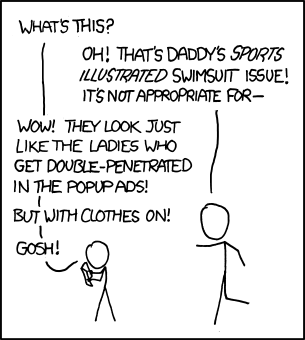 WHAT'S THIS?
OH! THAT'S DADDY'S SPORTS
ILLUSTRATED SWIMSUIT ISSUE!
IT'S NOT APPROPRIATE FOR—
WOW! THEY LOOK JUST
LIKE THE LADIES WHO
GET DOUBLE-PENETRATED
IN THE POPUP ADS!
BUT WITH CLOTHES ON!
GOSH!